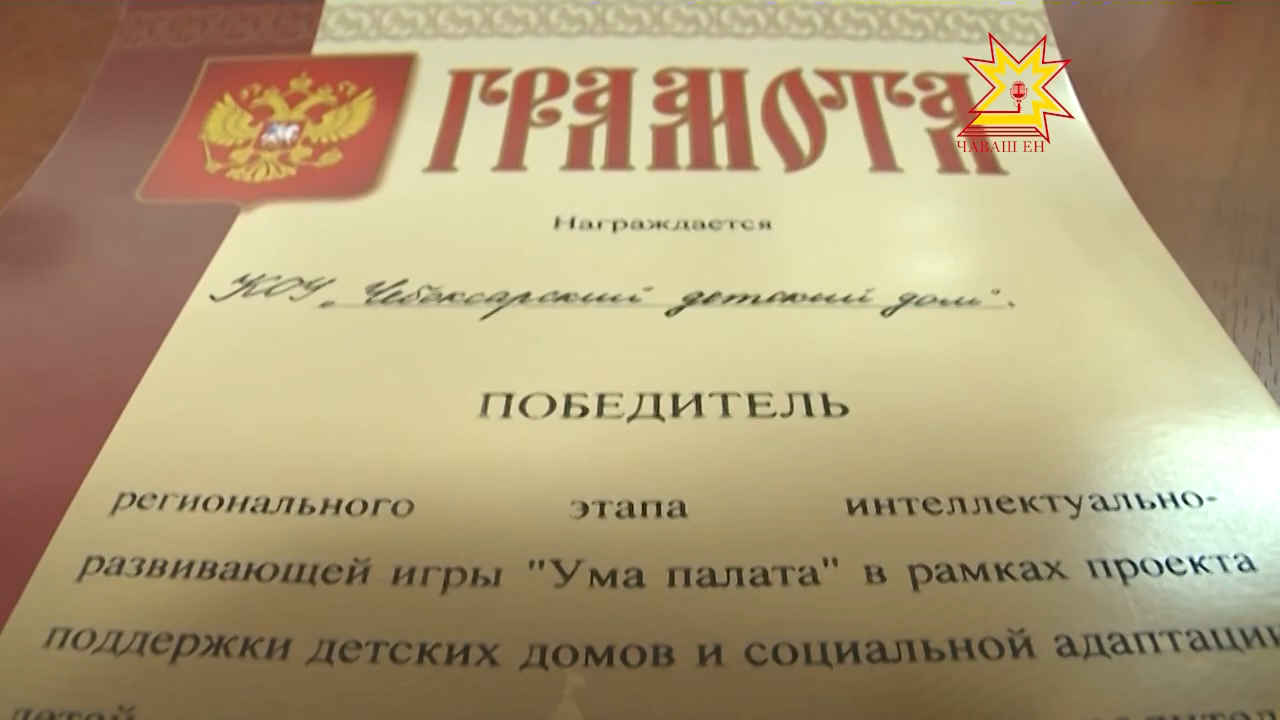 ГРАМОТА
ЧАВАШ ЕН
Награждается
КОУ „Чебоксарский детский дом".
ПОБЕДИТЕЛЬ
регионального этапа интеллектуально-
развивающей игры "Ума палата" в рамках проекта
поддержки детских домов и социальной адаптации
детей